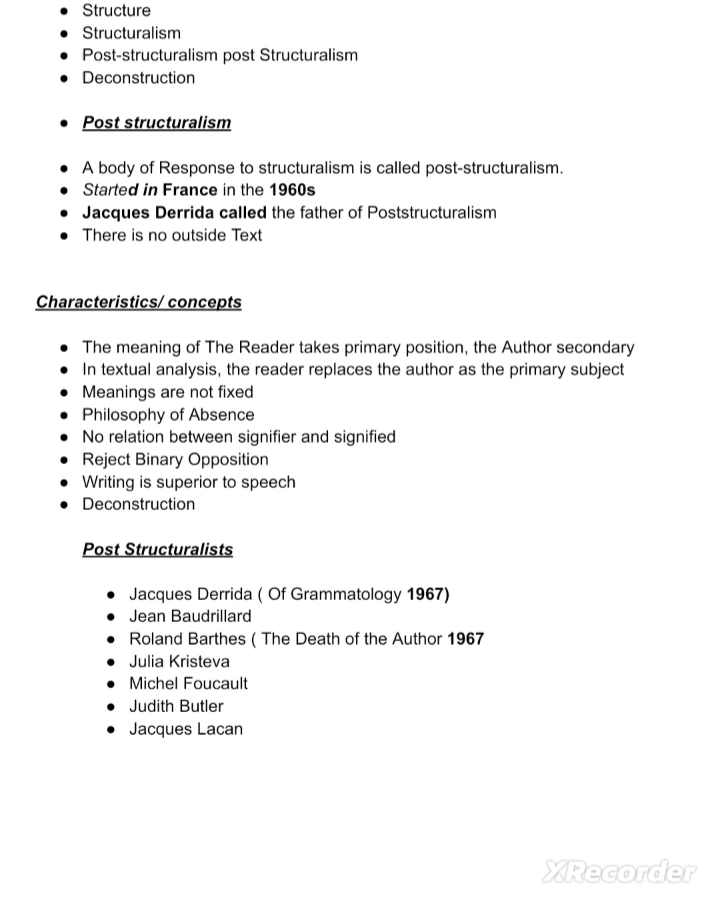 ● Structure
● Structuralism
● Post-structuralism post Structuralism
● Deconstruction
● Post structuralism
● A body of Response to structuralism is called post-structuralism.
● Started in France in the 1960s
● Jacques Derrida called the father of Poststructuralism
● There is no outside Text
Characteristics/ concepts
● The meaning of The Reader takes primary position, the Author secondary
● In textual analysis, the reader replaces the author as the primary subject
● Meanings are not fixed
● Philosophy of Absence
● No relation between signifier and signified
● Reject Binary Opposition
● Writing is superior to speech
● Deconstruction
Post Structuralists
● Jacques Derrida ( Of Grammatology 1967)
● Jean Baudrillard
● Roland Barthes ( The Death of the Author 1967
● Julia Kristeva
● Michel Foucault
● Judith Butler
● Jacques Lacan
XRecorder